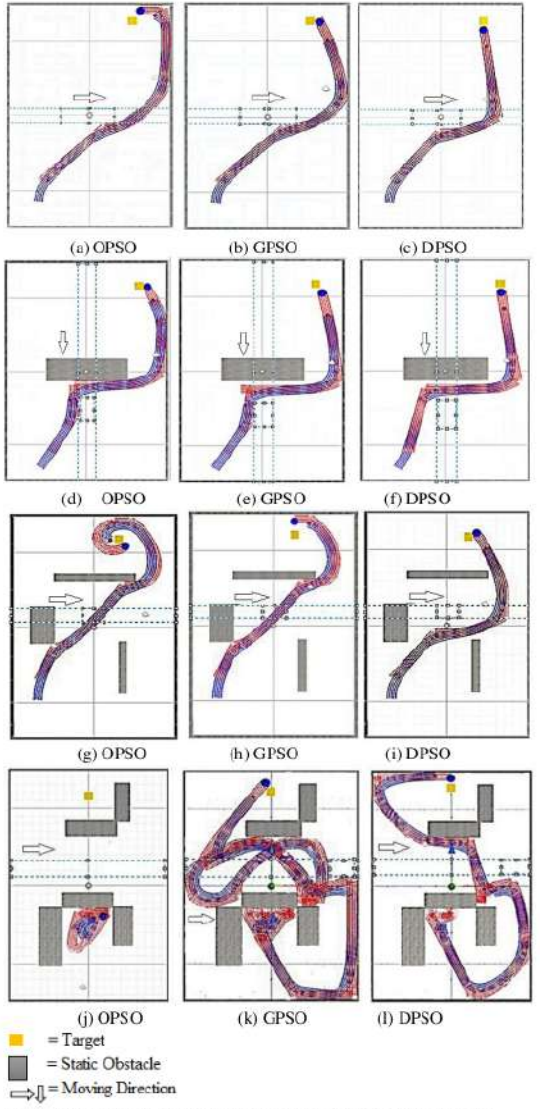 (a) OPSO (b) GPSO (c) DPSO
(d) OPSO (e) GPSO (f) DPSO
(g) OPSO (h) GPSO (i) DPSO
(j) OPSO (k) GPSO (l) DPSO
= Target
= Static Obstacle
= Moving Direction